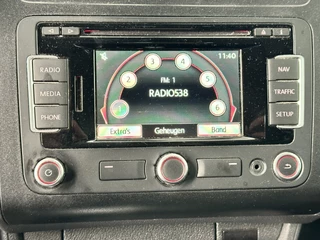 11:40
3 4
2 5
FM: 1
RADIO538
6
Extra's Geheugen Band
RADIO
MEDIA
PHONE
NAV
TRAFFIC
SETUP